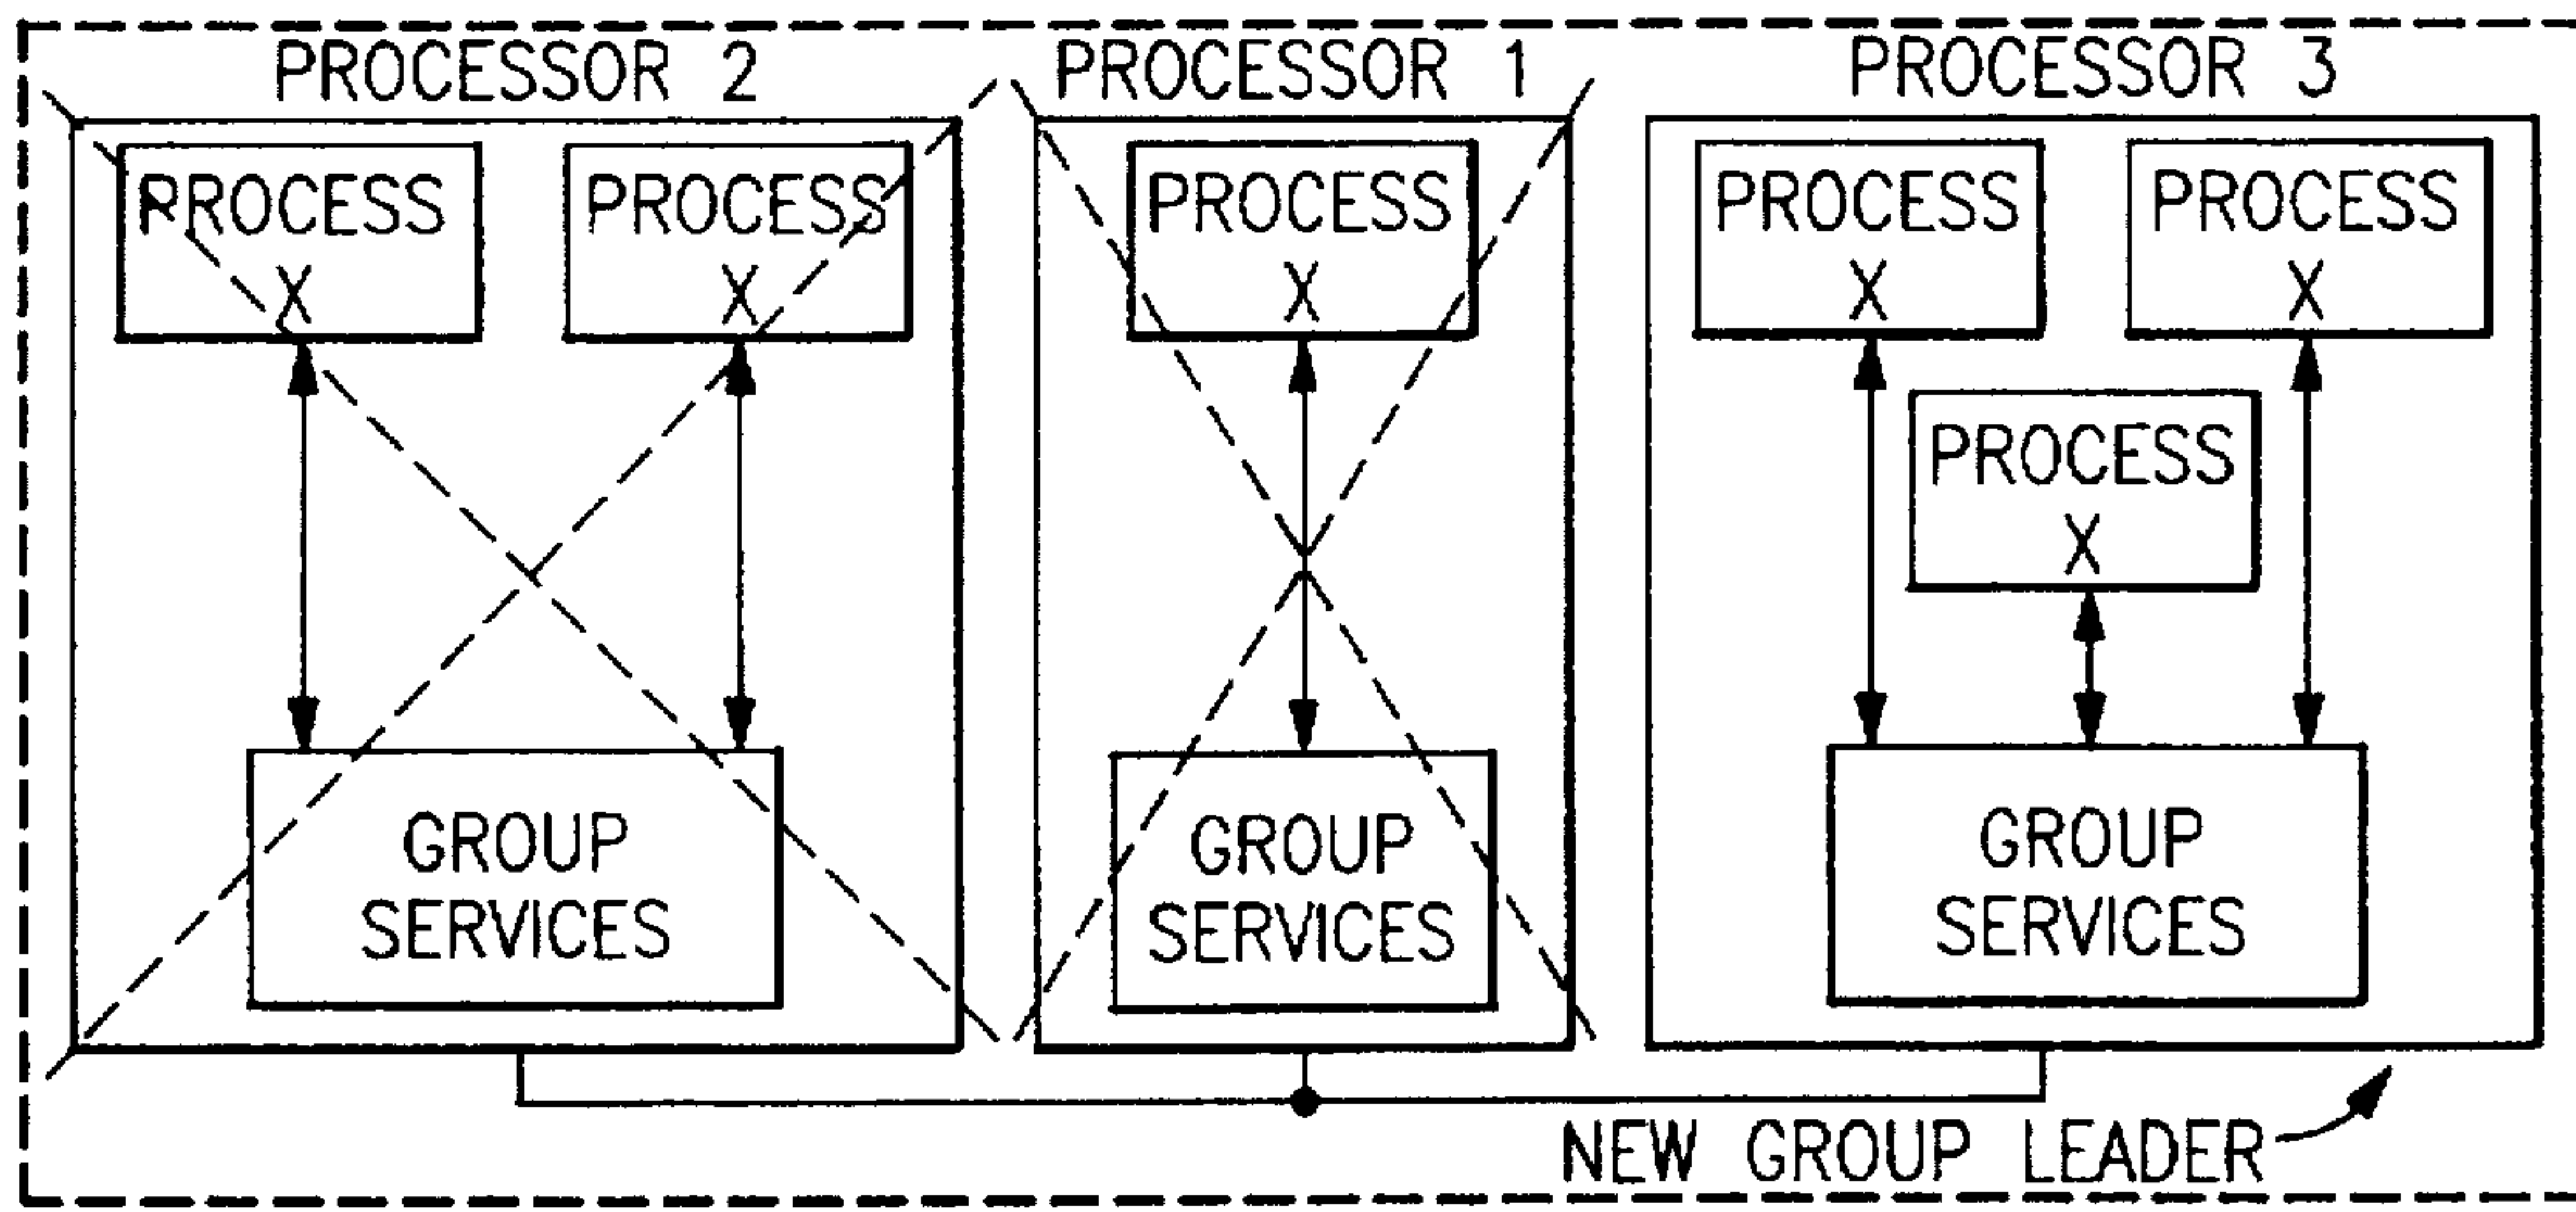 PROCESSOR 2
PROCESSOR 1
PROCESSOR 3
PROCESS
X
PROCESS
X
PROCESS
X
PROCESS
X
PROCESS
X
PROCESS
X
GROUP
SERVICES
GROUP
SERVICES
GROUP
SERVICES
NEW GROUP LEADER